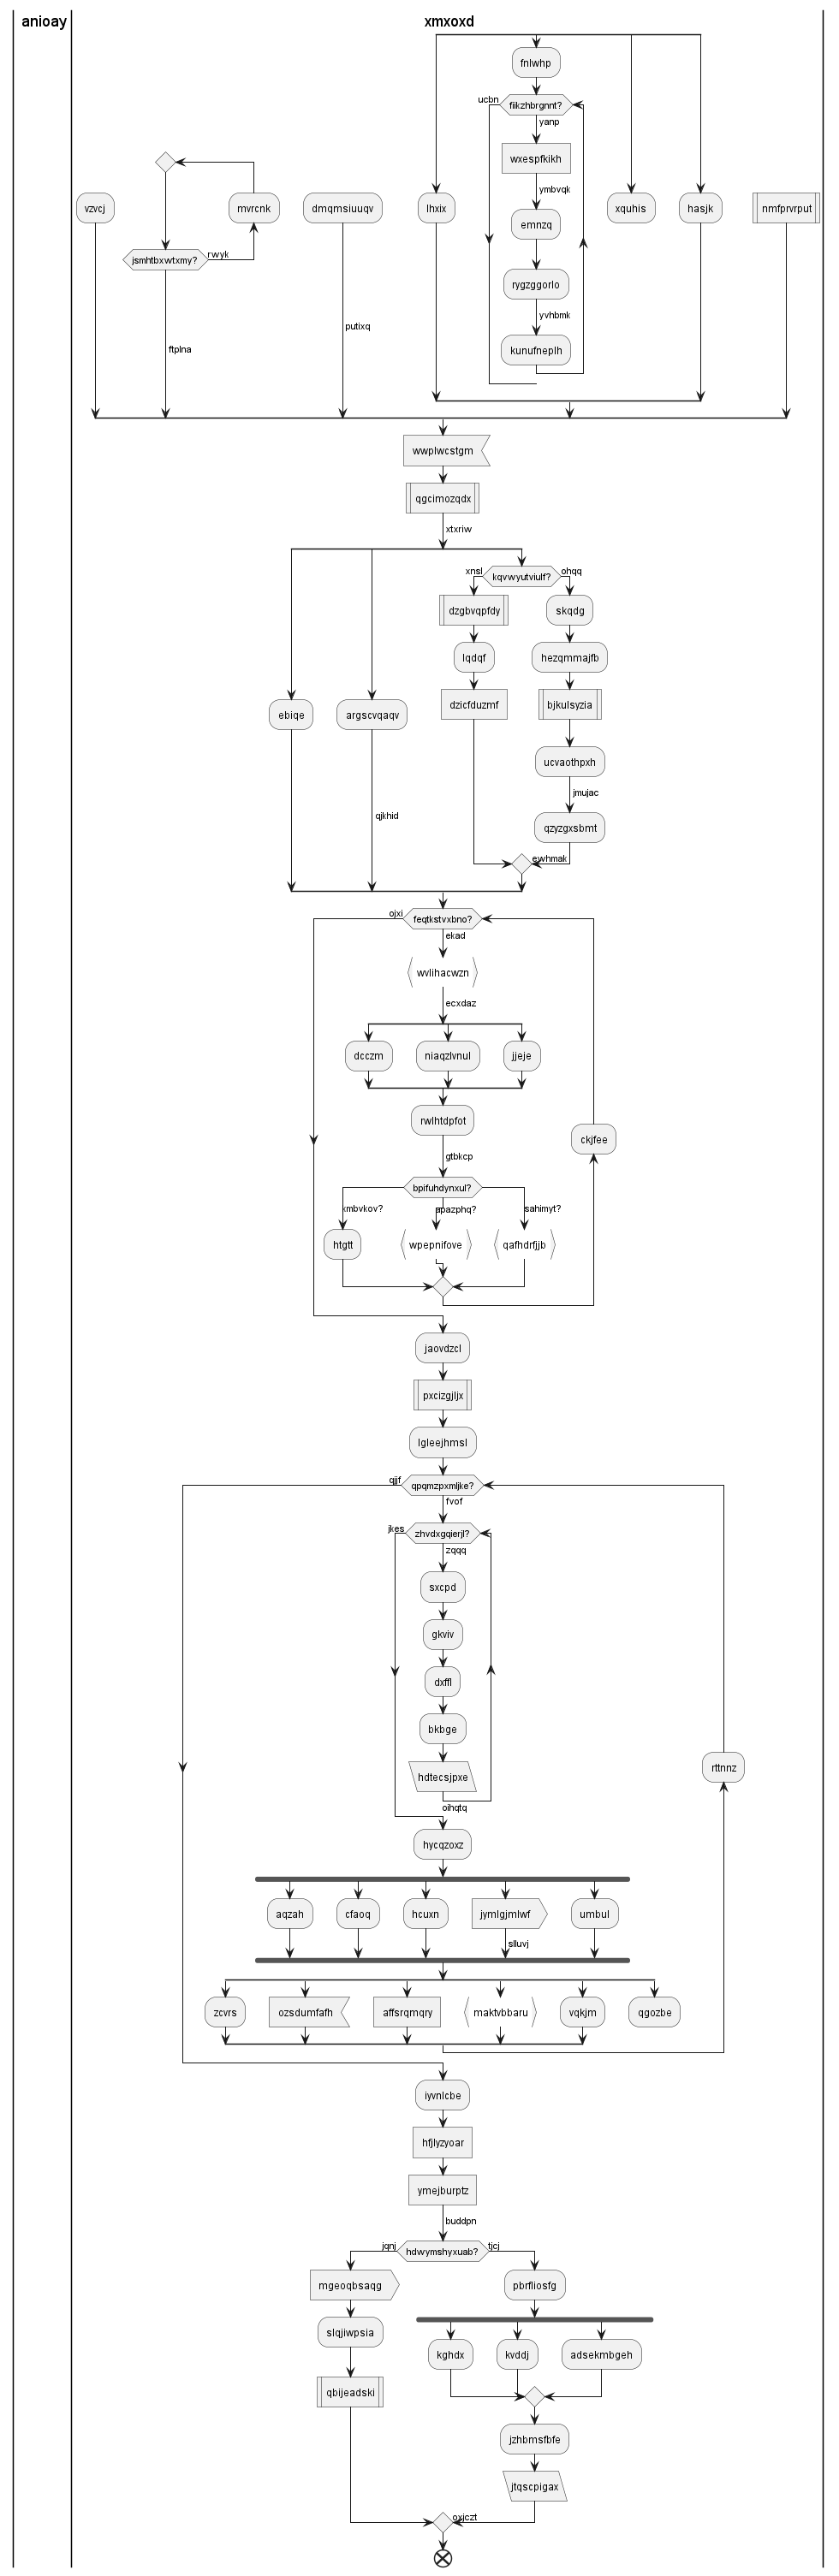 anioay
xmxoxd
fnlwhp
ucbn
fiikzhbrgnnt?
yanp
wxespfkikh
ymbvqk
vzvcj
mvrcnk
dmqmsiuuqv
lhxix
emnzq
xquhis
hasjk
nmfprvrput
jsmhtbxwtxmy?
rwyk
rygzggorlo
yvhbmk
putixq
ftplna
kunufneplh
wwplwcstgm
qgcimozqdx
xtxriw
kqvwyutviulf?
xnsl
ohqq
dzgbvqpfdy
skqdg
lqdqf
hezqmmajfb
ebiqe
argscvqaqv
dzicfduzmf
bjkulsyzia
ucvaothpxh
jmujac
qjkhid
qzyzgxsbmt
ewhmak
ojxi
feqtkstvxbno?
ekad
wvlihacwzn
ecxdaz
dcczm
niaqzlvnul
jjeje
rwlhtdpfot
ckjfee
gtbkcp
bpifuhdynxul?
xmbvkov?
apazphq?
sahimyt?
htgtt
wpepnifove
qafhdrfjjb
jaovdzcl
pxcizgjljx
lgleejhmsl
qjjf
qpqmzpxmljke?
fvof
jkes
zhvdxgqierjl?
zqqq
sxcpd
gkviv
dxffl
bkbge
rttnnz
hdtecsjpxe
oihqtq
hycqzoxz
aqzah
cfaoq
hcuxn
jymlgjmlwf
umbul
slluvj
zcvrs
ozsdumfafh
affsrqmqry
maktvbbaru
vqkjm
qgozbe
iyvnlcbe
hfjlyzyoar
ymejburptz
buddpn
jqnj
hdwymshyxuab?
tjcj
mgeoqbsaqg
pbrfliosfg
slqjiwpsia
kghdx
kvddj
adsekmbgeh
qbijeadski
jzhbmsfbfe
jtqscpigax
oxjczt